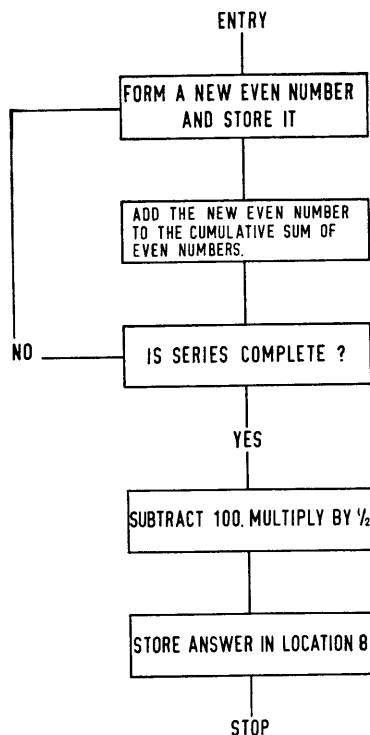 ENTRY
FORM A NEW EVEN NUMBER
AND STORE IT
ADD THE NEW EVEN NUMBER
TO THE CUMULATIVE SUM OF
EVEN NUMBERS.
NO
IS SERIES COMPLETE ?
YES
SUBTRACT 100. MULTIPLY BY ½
STORE ANSWER IN LOCATION 8
STOP